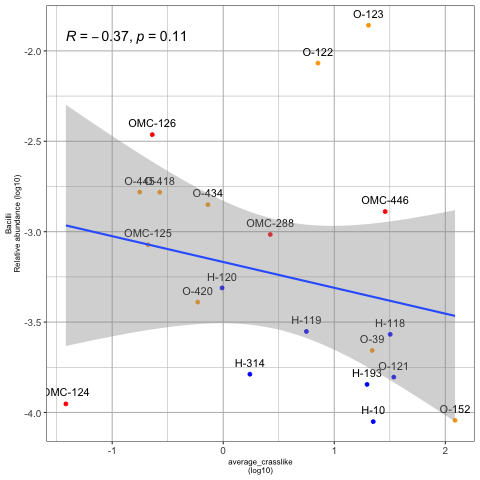 O-123
R = – 0.37, p = 0.11
-2.0
O-122
OMC-126
-2.5
O-418
O-434
OMC-446
OMC-288
OMC-125
-3.0
H-120
O-420
H-119
H-118
-3.5
O-39
H-314
H-193
O-121
OMC-124
H-10
O-152
-4.0
-1
0
1
2
average_crasslike
(log10)
Bacilli
Relative abundance (log10)